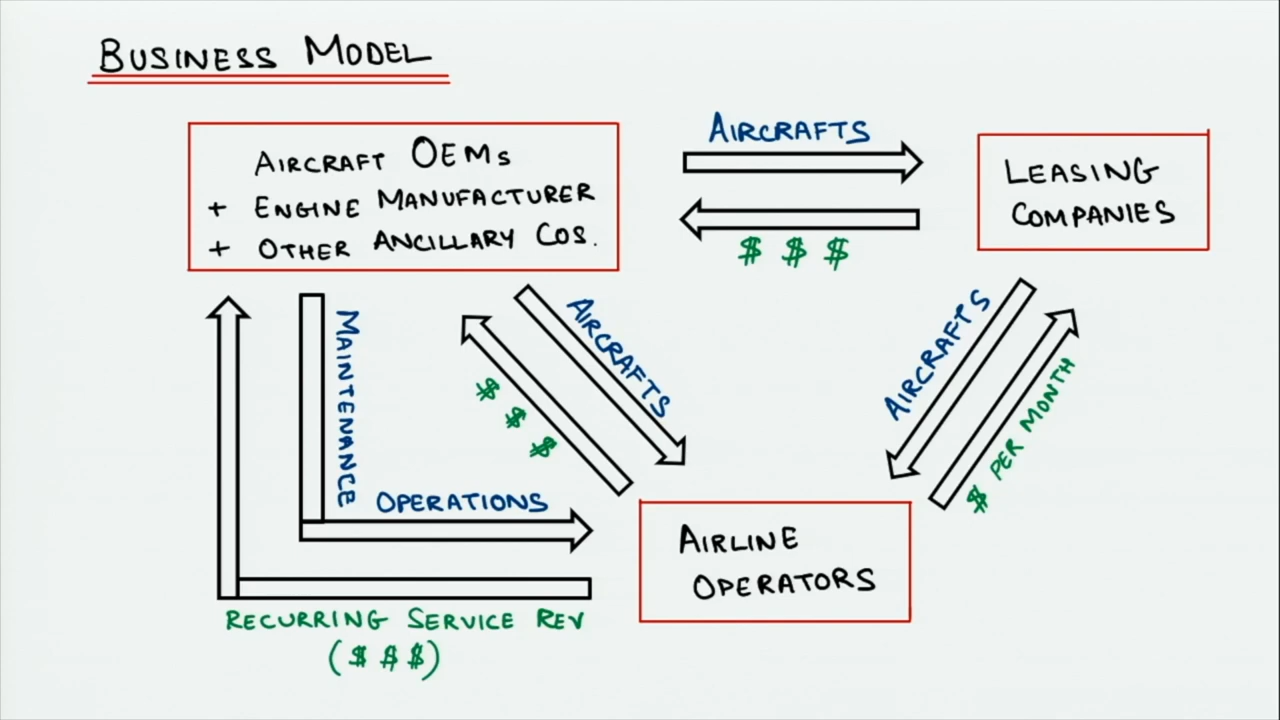 BUSINESS MODEL
AIRCRAFT OEMS
+ ENGINE MANUFACTURER
+ OTHER ANCILLARY COS.
AIRCRAFTS
$ $ $
LEASING
COMPANIES
MAINTENANCE
OPERATIONS
AIRCRAFTS
$ $ $
AIRCRAFTS
$ PER MONTH
AIRLINE
OPERATORS
RECURRING SERVICE REV
($ $ $)